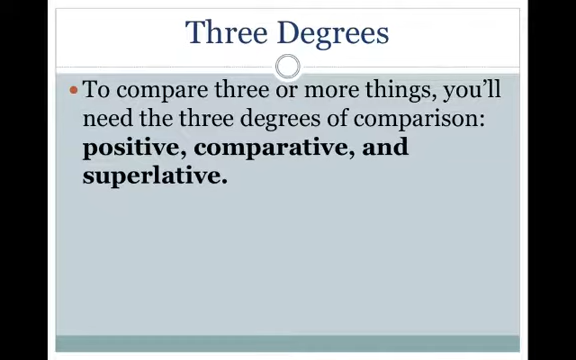 Three Degrees
To compare three or more things, you’ll
need the three degrees of comparison:
positive, comparative, and
superlative.